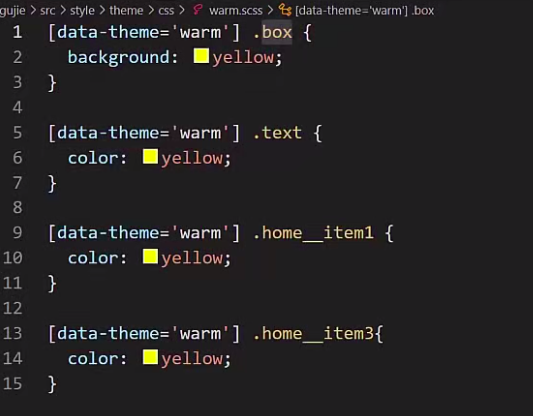 gujie > src > style > theme > css > warm.scss > [data-theme='warm'] .box
1 [data-theme='warm'] .box {
2   background: yellow;
3 }
4
5 [data-theme='warm'] .text {
6   color: yellow;
7 }
8
9 [data-theme='warm'] .home__item1 {
10   color: yellow;
11 }
12
13 [data-theme='warm'] .home__item3{
14   color: yellow;
15 }